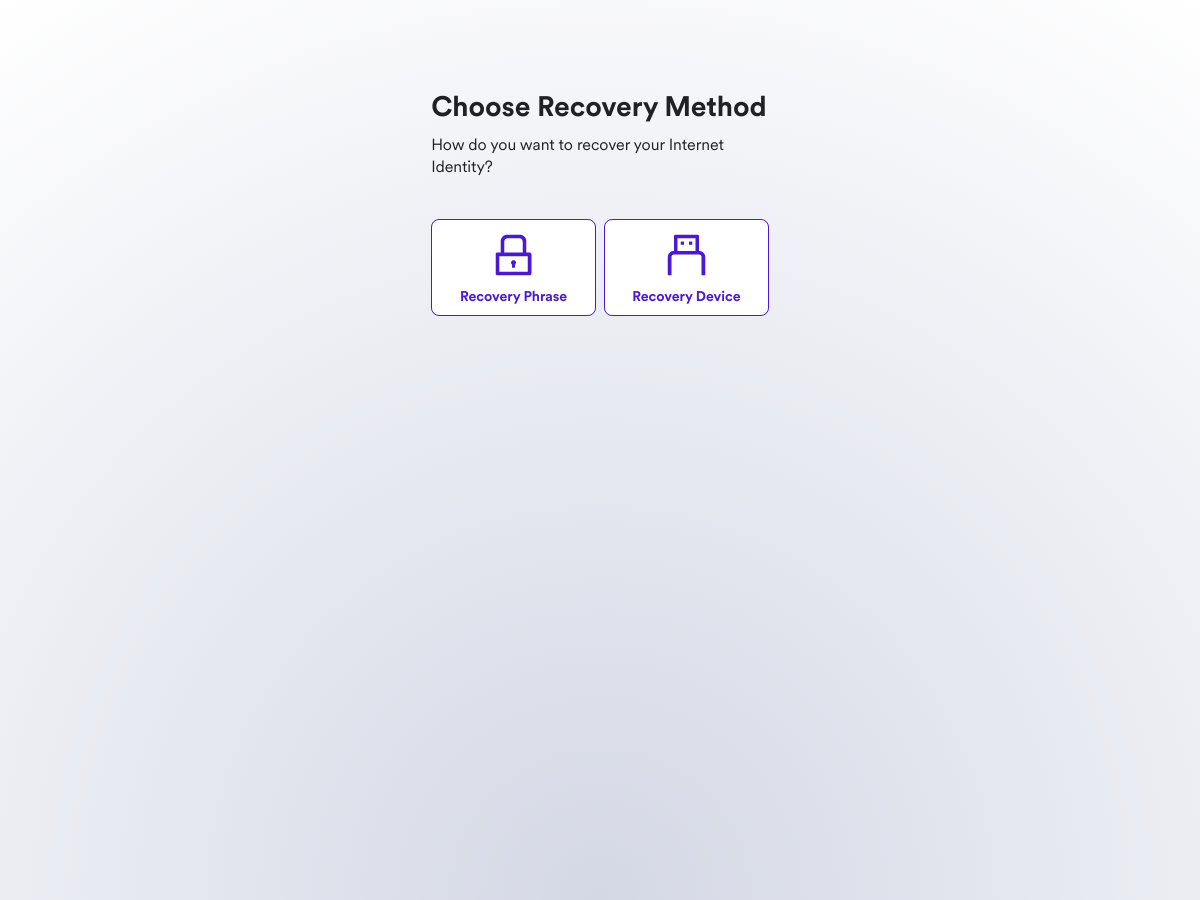 Choose Recovery Method
How do you want to recover your Internet
Identity?
Recovery Phrase
Recovery Device